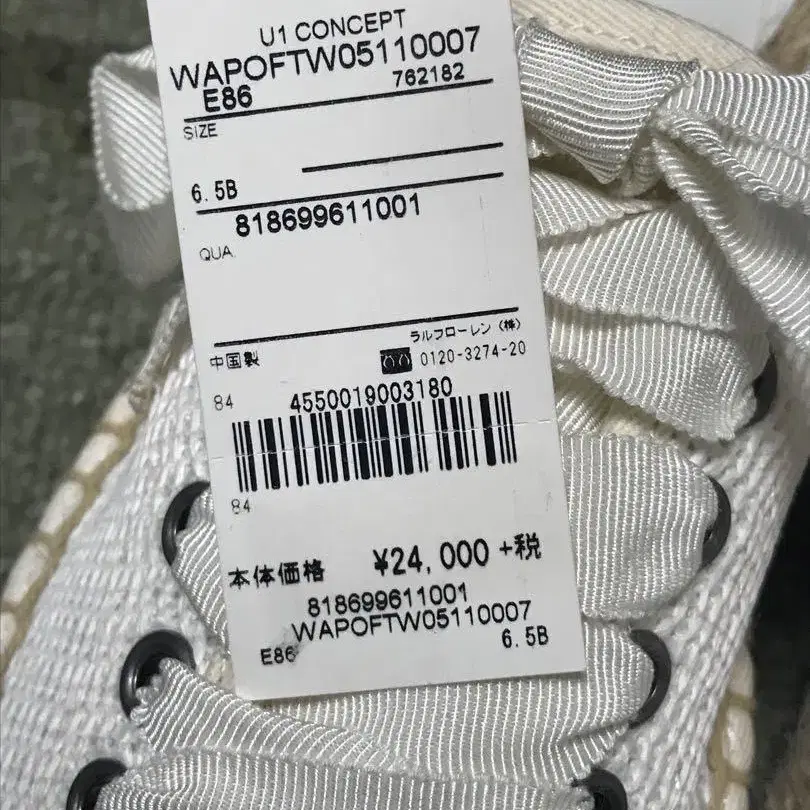 U1 CONCEPT
WAPOFTW05110007
E86 762182
SIZE
6.5B
818699611001
QUA.
ラルフローレン (株)
中国製 0120-3274-20
84 4550019003180
84
本体価格 ¥24,000 +税
818699611001
WAPOFTW05110007
E86 6.5B